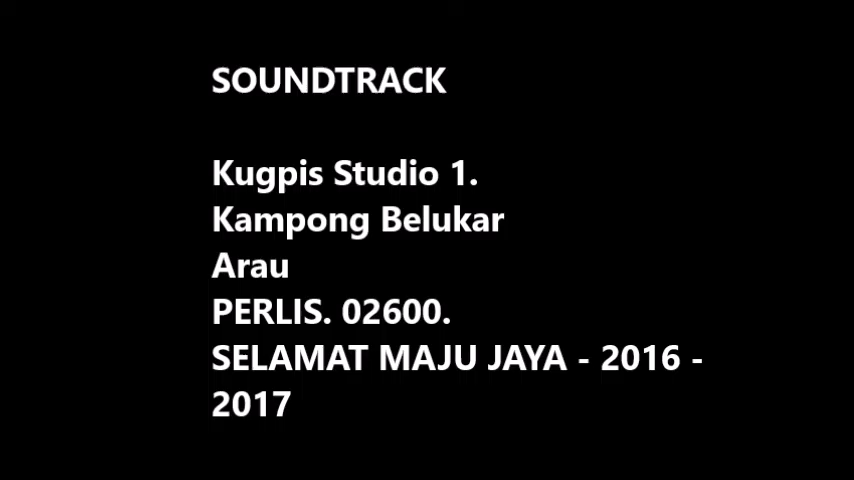 SOUNDTRACK
Kugpis Studio 1.
Kampong Belukar
Arau
PERLIS. 02600.
SELAMAT MAJU JAYA - 2016 -
2017